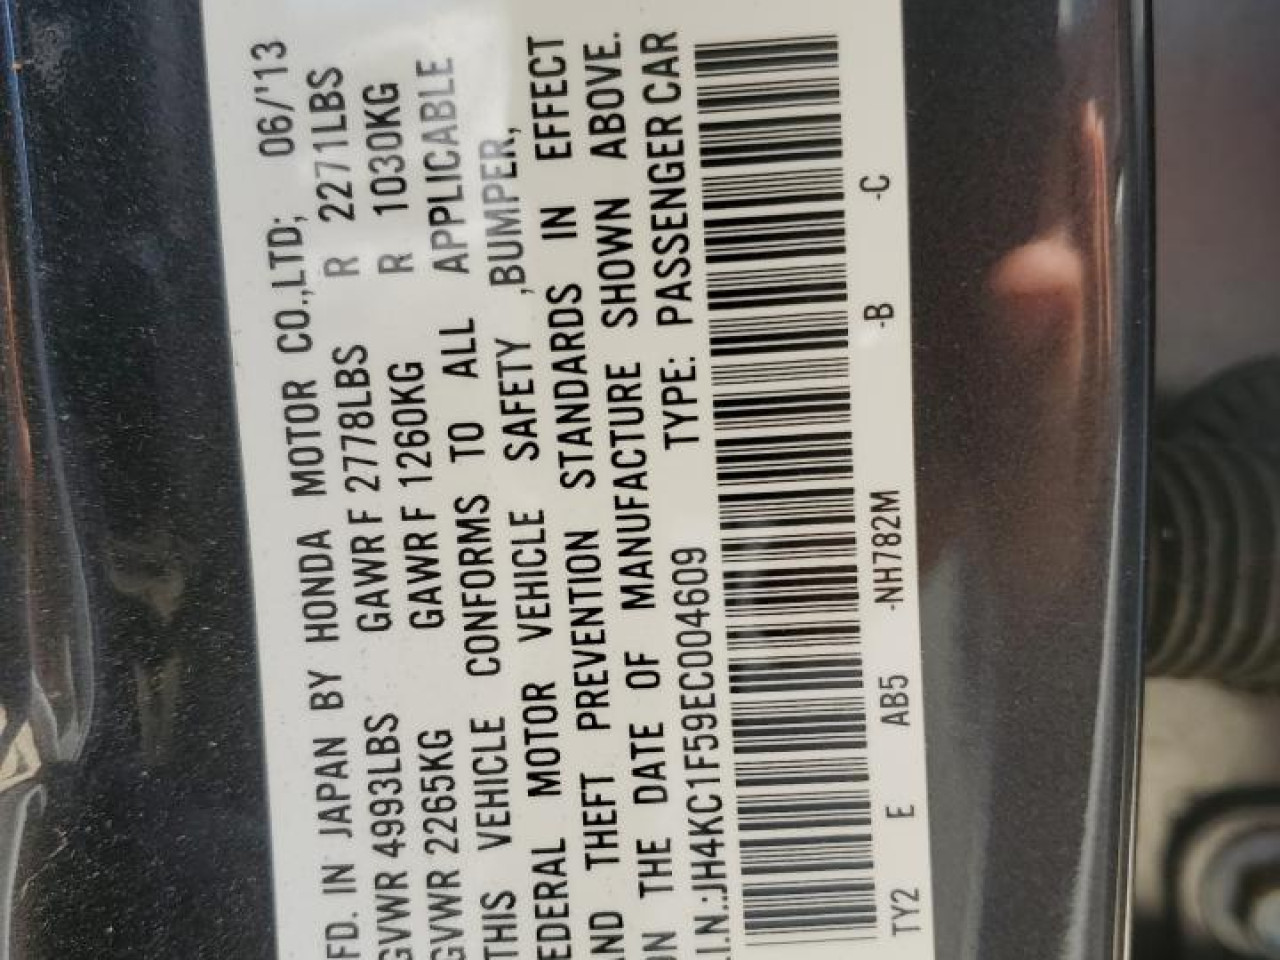 FD. IN JAPAN BY HONDA MOTOR CO.,LTD; 06/'13
GVWR 4993LBS GAWR F 2778LBS R 2271LBS
GVWR 2265KG GAWR F 1260KG R 1030KG
THIS VEHICLE CONFORMS TO ALL APPLICABLE
EDERAL MOTOR VEHICLE SAFETY ,BUMPER,
AND THEFT PREVENTION STANDARDS IN EFFECT
ON THE DATE OF MANUFACTURE SHOWN ABOVE.
.I.N.:JH4KC1F59EC004609 TYPE: PASSENGER CAR
TY2 E AB5 -NH782M -B -C